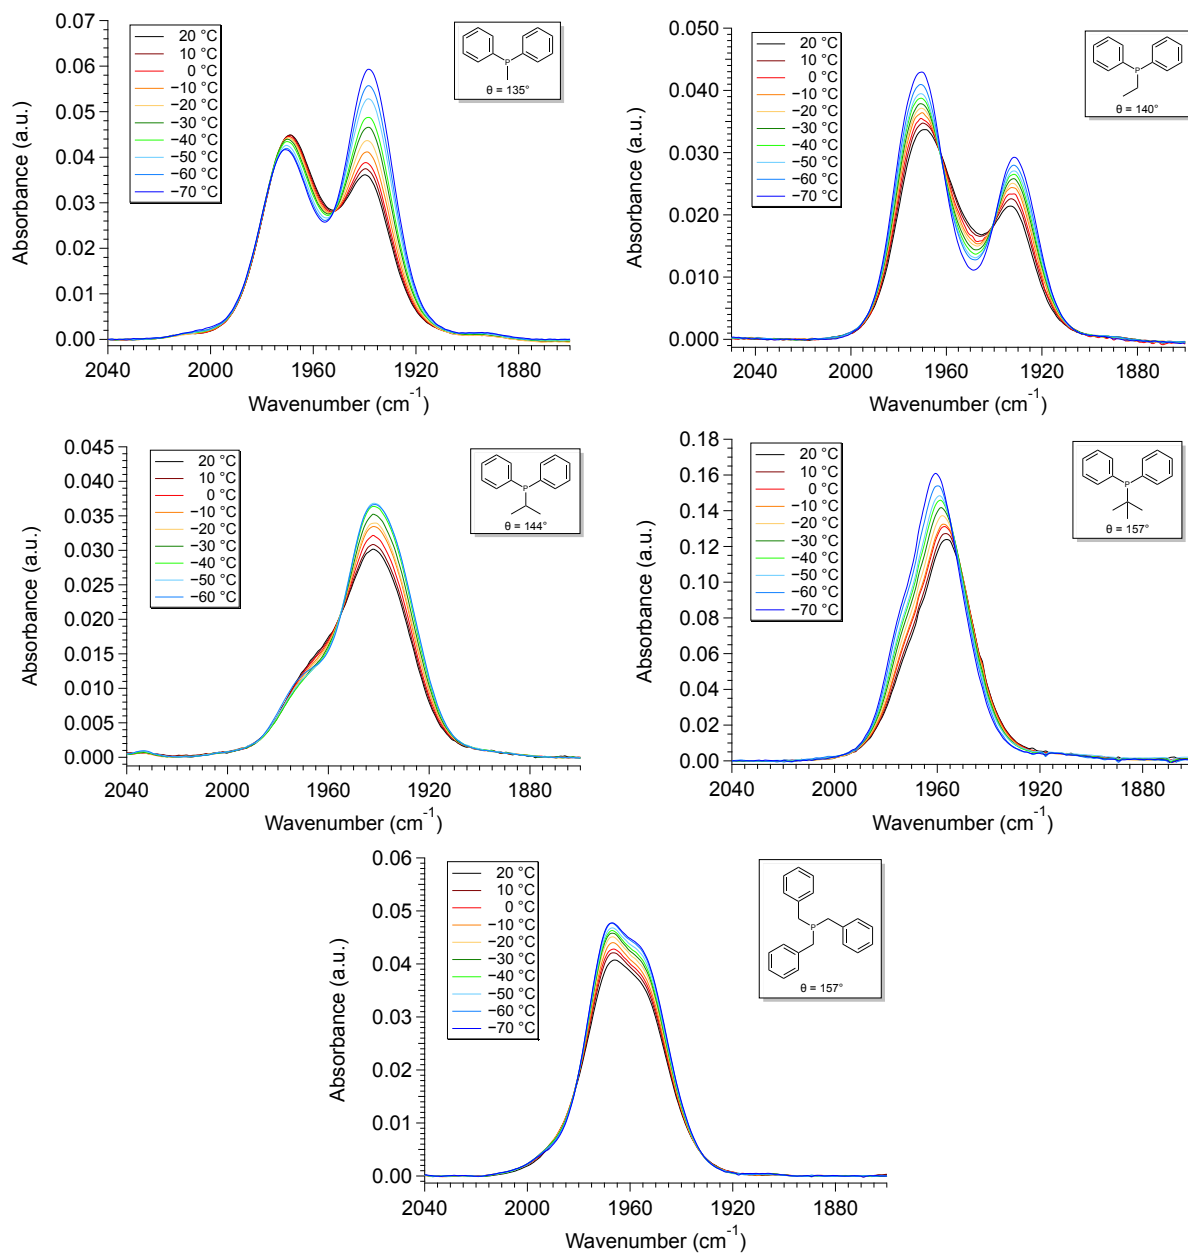 0.07
0.06
0.05
0.04
0.03
0.02
0.01
0.00
Absorbance (a.u.)
2040 2000 1960 1920 1880
Wavenumber (cm⁻¹)
20 °C
10 °C
0 °C
−10 °C
−20 °C
−30 °C
−40 °C
−50 °C
−60 °C
−70 °C
P
θ = 135°
0.050
0.040
0.030
0.020
0.010
0.000
Absorbance (a.u.)
2040 2000 1960 1920 1880
Wavenumber (cm⁻¹)
20 °C
10 °C
0 °C
−10 °C
−20 °C
−30 °C
−40 °C
−50 °C
−60 °C
−70 °C
P
θ = 140°
0.045
0.040
0.035
0.030
0.025
0.020
0.015
0.010
0.005
0.000
Absorbance (a.u.)
2040 2000 1960 1920 1880
Wavenumber (cm⁻¹)
20 °C
10 °C
0 °C
−10 °C
−20 °C
−30 °C
−40 °C
−50 °C
−60 °C
P
θ = 144°
0.18
0.16
0.14
0.12
0.10
0.08
0.06
0.04
0.02
0.00
Absorbance (a.u.)
2040 2000 1960 1920 1880
Wavenumber (cm⁻¹)
20 °C
10 °C
0 °C
−10 °C
−20 °C
−30 °C
−40 °C
−50 °C
−60 °C
−70 °C
P
θ = 157°
0.06
0.05
0.04
0.03
0.02
0.01
0.00
Absorbance (a.u.)
2040 2000 1960 1920 1880
Wavenumber (cm⁻¹)
20 °C
10 °C
0 °C
−10 °C
−20 °C
−30 °C
−40 °C
−50 °C
−60 °C
−70 °C
P
θ = 157°